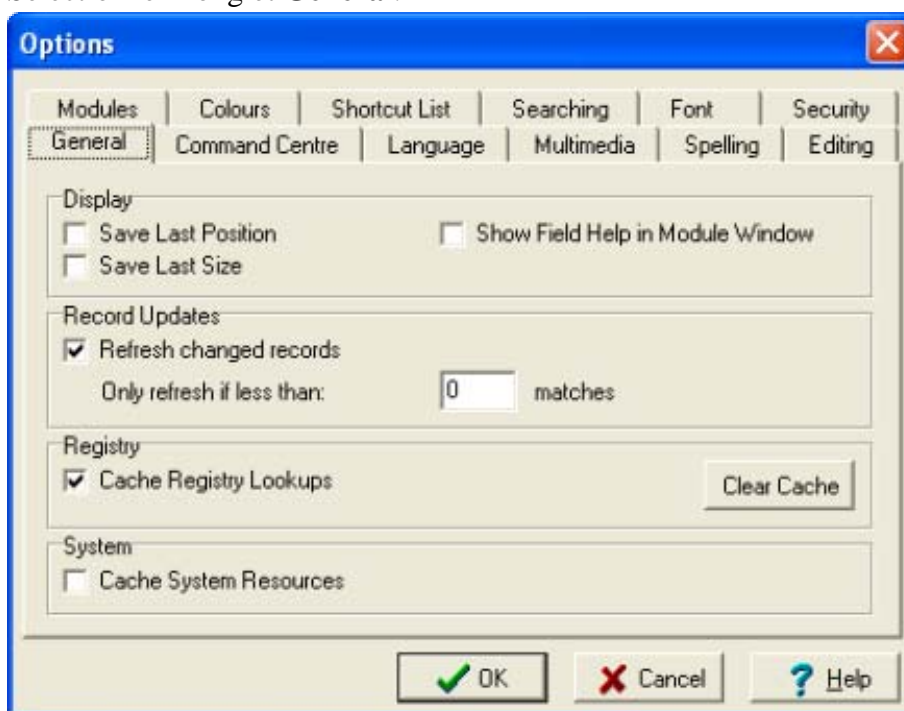 General
Options
Modules Colours Shortcut List Searching Font Security
General Command Centre Language Multimedia Spelling Editing
Display
Save Last Position Show Field Help in Module Window
Save Last Size
Record Updates
Refresh changed records
Only refresh if less than: 0 matches
Registry
Cache Registry Lookups Clear Cache
System
Cache System Resources
OK Cancel Help